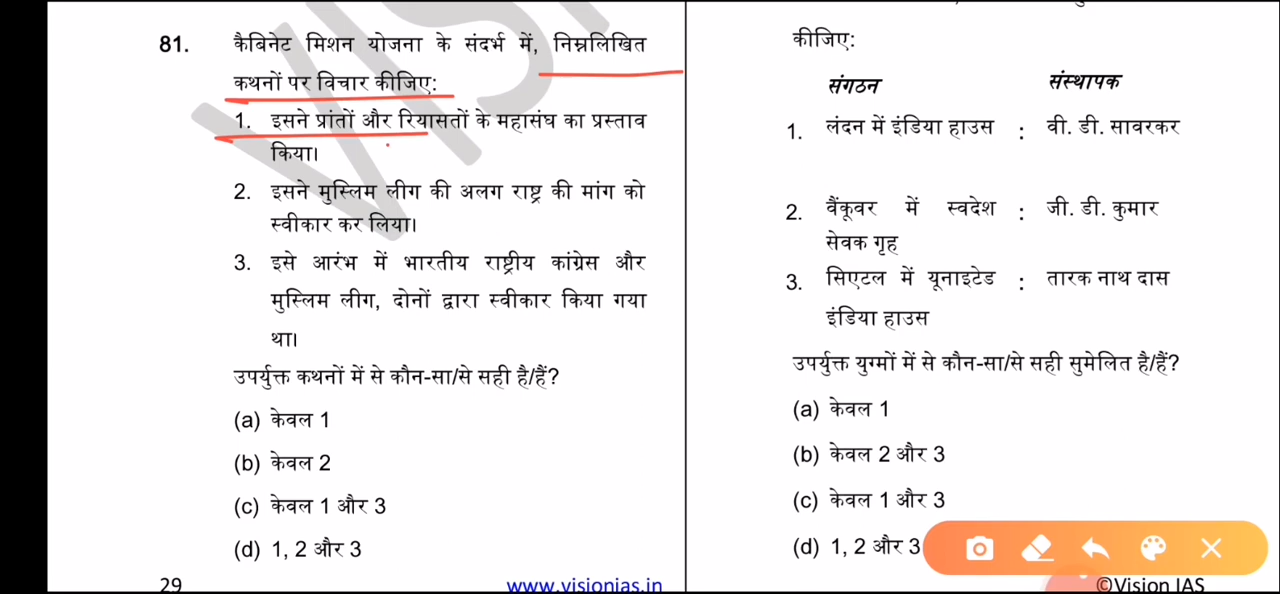 81. कैबिनेट मिशन योजना के संदर्भ में, निम्नलिखित
कथनों पर विचार कीजिए:
1. इसने प्रांतों और रियासतों के महासंघ का प्रस्ताव
किया।
2. इसने मुस्लिम लीग की अलग राष्ट्र की मांग को
स्वीकार कर लिया।
3. इसे आरंभ में भारतीय राष्ट्रीय कांग्रेस और
मुस्लिम लीग, दोनों द्वारा स्वीकार किया गया
था।
उपर्युक्त कथनों में से कौन-सा/से सही है/हैं?
(a) केवल 1
(b) केवल 2
(c) केवल 1 और 3
(d) 1, 2 और 3
29
www.visionias.in
कीजिए:
संगठन संस्थापक
1. लंदन में इंडिया हाउस : वी. डी. सावरकर
2. वैंकूवर में स्वदेश : जी. डी. कुमार
सेवक गृह
3. सिएटल में यूनाइटेड : तारक नाथ दास
इंडिया हाउस
उपर्युक्त युग्मों में से कौन-सा/से सही सुमेलित है/हैं?
(a) केवल 1
(b) केवल 2 और 3
(c) केवल 1 और 3
(d) 1, 2 और 3
©Vision IAS